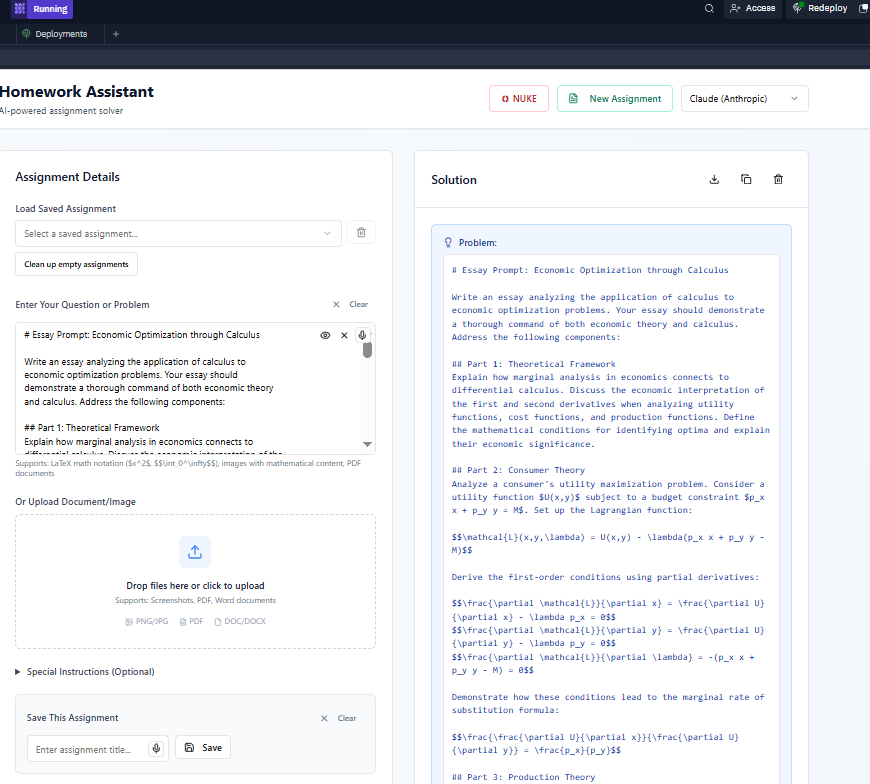 Running
Access
Redeploy
Deployments
Homework Assistant
AI-powered assignment solver
NUKE
New Assignment
Claude (Anthropic)
Assignment Details
Load Saved Assignment
Select a saved assignment...
Clean up empty assignments
Enter Your Question or Problem
Clear
# Essay Prompt: Economic Optimization through Calculus
Write an essay analyzing the application of calculus to
economic optimization problems. Your essay should
demonstrate a thorough command of both economic theory
and calculus. Address the following components:
## Part 1: Theoretical Framework
Explain how marginal analysis in economics connects to
differential calculus. Discuss the economic interpretation of the
Supports: LaTeX math notation ($x^2$, $$\int_0^\infty$$), images with mathematical content, PDF
documents
Or Upload Document/Image
Drop files here or click to upload
Supports: Screenshots, PDF, Word documents
PNG/JPG
PDF
DOC/DOCX
Special Instructions (Optional)
Save This Assignment
Clear
Enter assignment title...
Save
Solution
Problem:
# Essay Prompt: Economic Optimization through Calculus
Write an essay analyzing the application of calculus to
economic optimization problems. Your essay should demonstrate
a thorough command of both economic theory and calculus.
Address the following components:
## Part 1: Theoretical Framework
Explain how marginal analysis in economics connects to
differential calculus. Discuss the economic interpretation of
the first and second derivatives when analyzing utility
functions, cost functions, and production functions. Define
the mathematical conditions for identifying optima and explain
their economic significance.
## Part 2: Consumer Theory
Analyze a consumer's utility maximization problem. Consider a
utility function $U(x,y)$ subject to a budget constraint $p_x
x + p_y y = M$. Set up the Lagrangian function:
$$\mathcal{L}(x,y,\lambda) = U(x,y) - \lambda(p_x x + p_y y -
M)$$
Derive the first-order conditions using partial derivatives:
$$\frac{\partial \mathcal{L}}{\partial x} = \frac{\partial U}
{\partial x} - \lambda p_x = 0$$
$$\frac{\partial \mathcal{L}}{\partial y} = \frac{\partial U}
{\partial y} - \lambda p_y = 0$$
$$\frac{\partial \mathcal{L}}{\partial \lambda} = -(p_x x +
p_y y - M) = 0$$
Demonstrate how these conditions lead to the marginal rate of
substitution formula:
$$\frac{\frac{\partial U}{\partial x}}{\frac{\partial U}
{\partial y}} = \frac{p_x}{p_y}$$
## Part 3: Production Theory